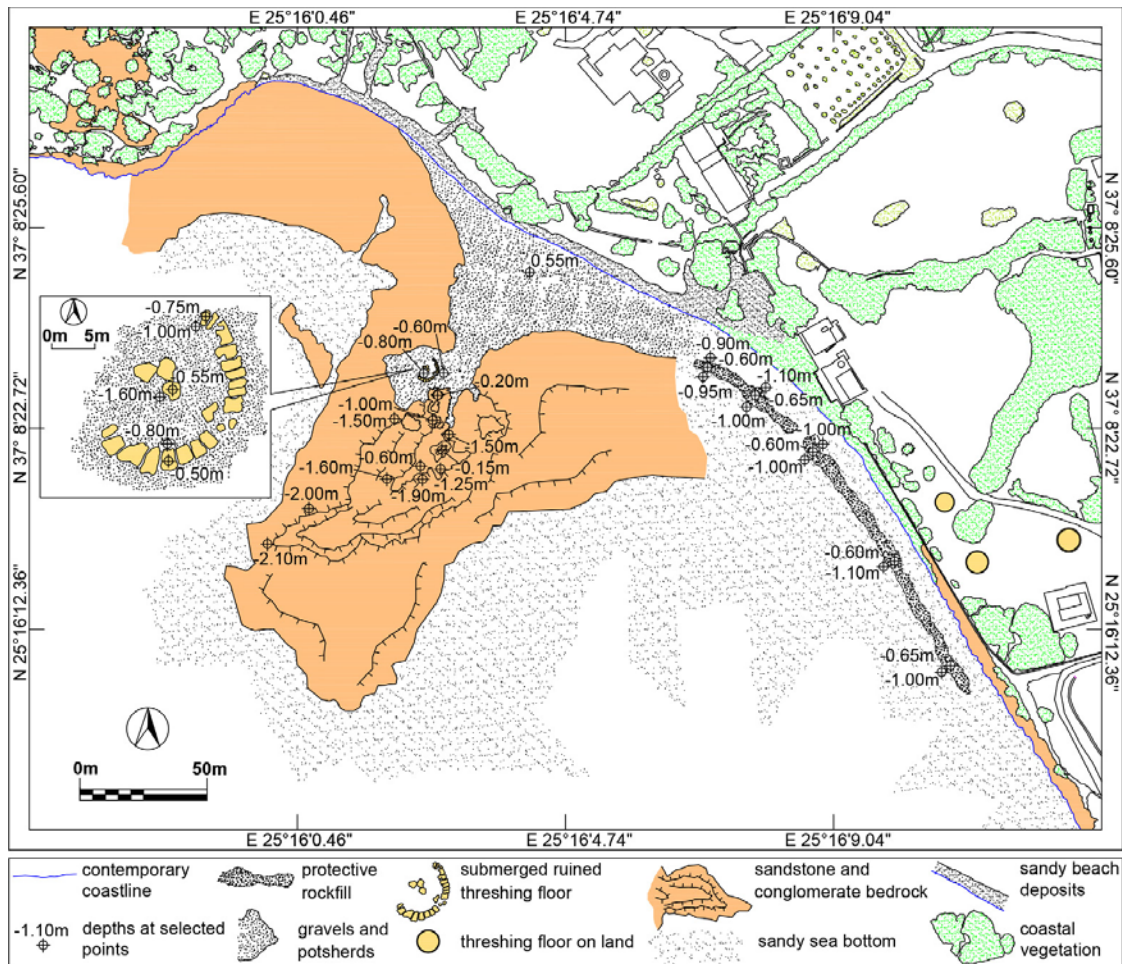 E 25°16'0.46"
E 25°16'4.74"
E 25°16'9.04"
N 37° 8'25.60"
N 37° 8'25.60"
0.55m
-0.75m
1.00m
0m 5m
0.55m
-1.60m
-0.80m
-0.50m
-0.60m
-0.80m
-0.20m
-1.00m
-1.50m
-1.50m
-0.60m
-0.15m
-1.60m
-1.25m
-1.90m
-2.00m
-2.10m
-0.90m
-0.60m
-1.10m
-0.95m
-0.65m
-1.00m
-1.00m
-0.60m
-1.00m
-0.60m
-1.10m
-0.65m
-1.00m
N 37° 8'22.72"
N 37° 8'22.72"
N 25°16'12.36"
N 25°16'12.36"
0m 50m
E 25°16'0.46"
E 25°16'4.74"
E 25°16'9.04"
contemporary
coastline
protective
rockfill
submerged ruined
threshing floor
sandstone and
conglomerate bedrock
sandy beach
deposits
-1.10m
depths at selected
points
gravels and
potsherds
threshing floor on land
sandy sea bottom
coastal
vegetation